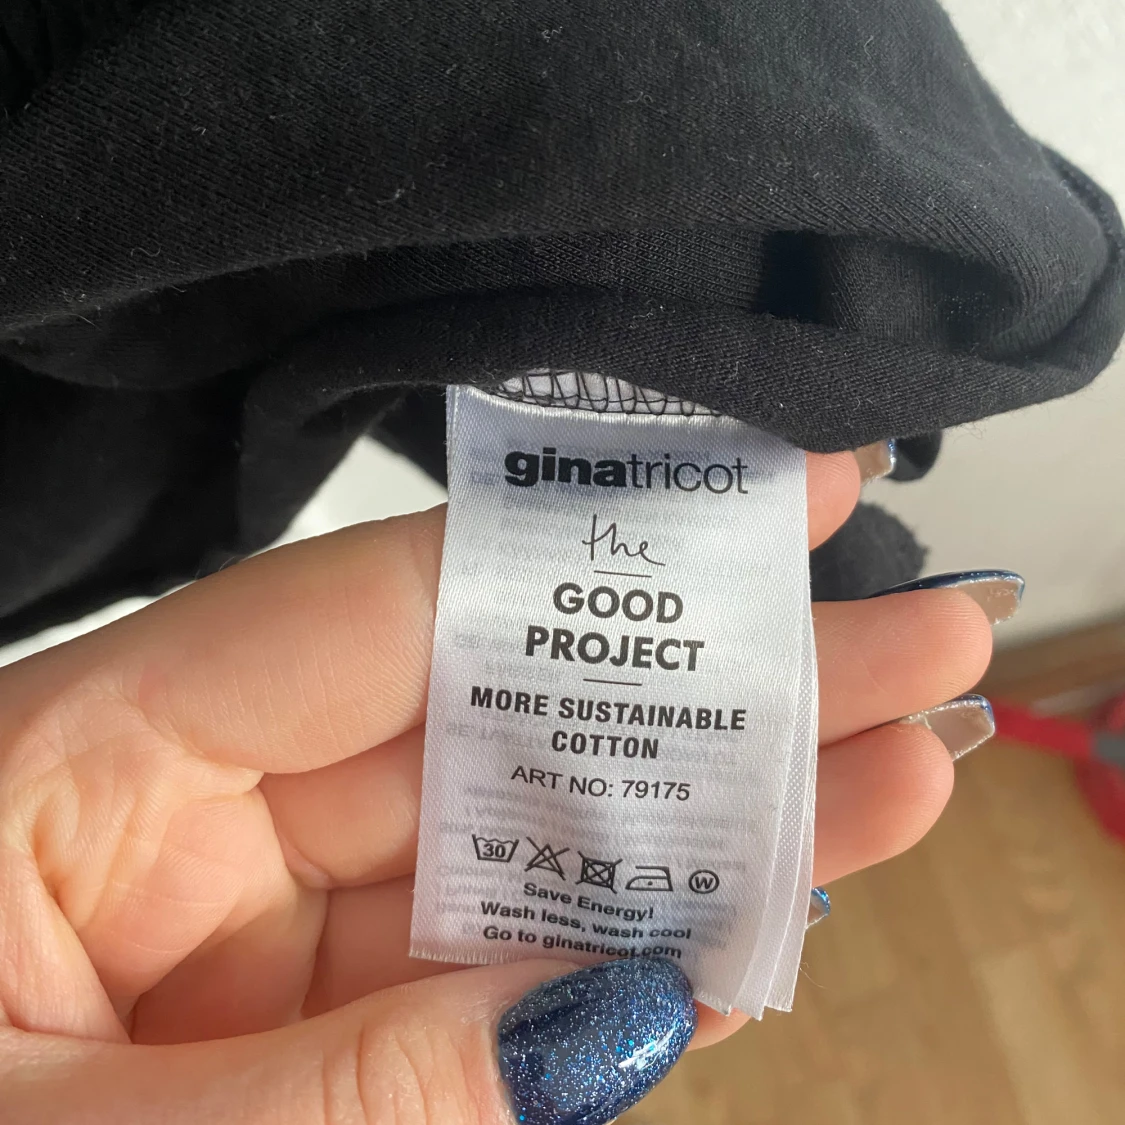 ginatricot
the
GOOD
PROJECT
MORE SUSTAINABLE
COTTON
ART NO: 79175
30 W
Save Energy!
Wash less, wash cool
Go to ginatricot.com